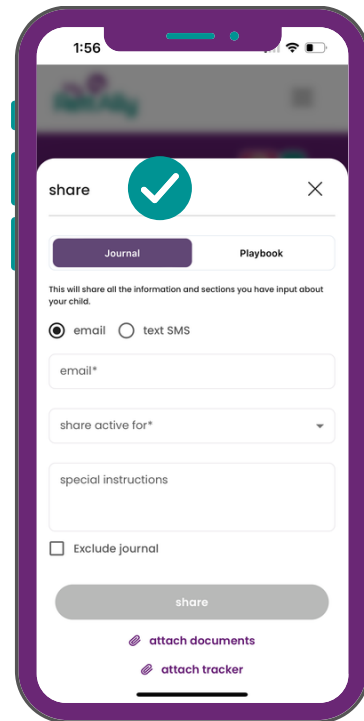 1:56
share
Journal
Playbook
This will share all the information and sections you have input about
your child.
email
text SMS
email*
share active for*
special instructions
Exclude journal
share
attach documents
attach tracker